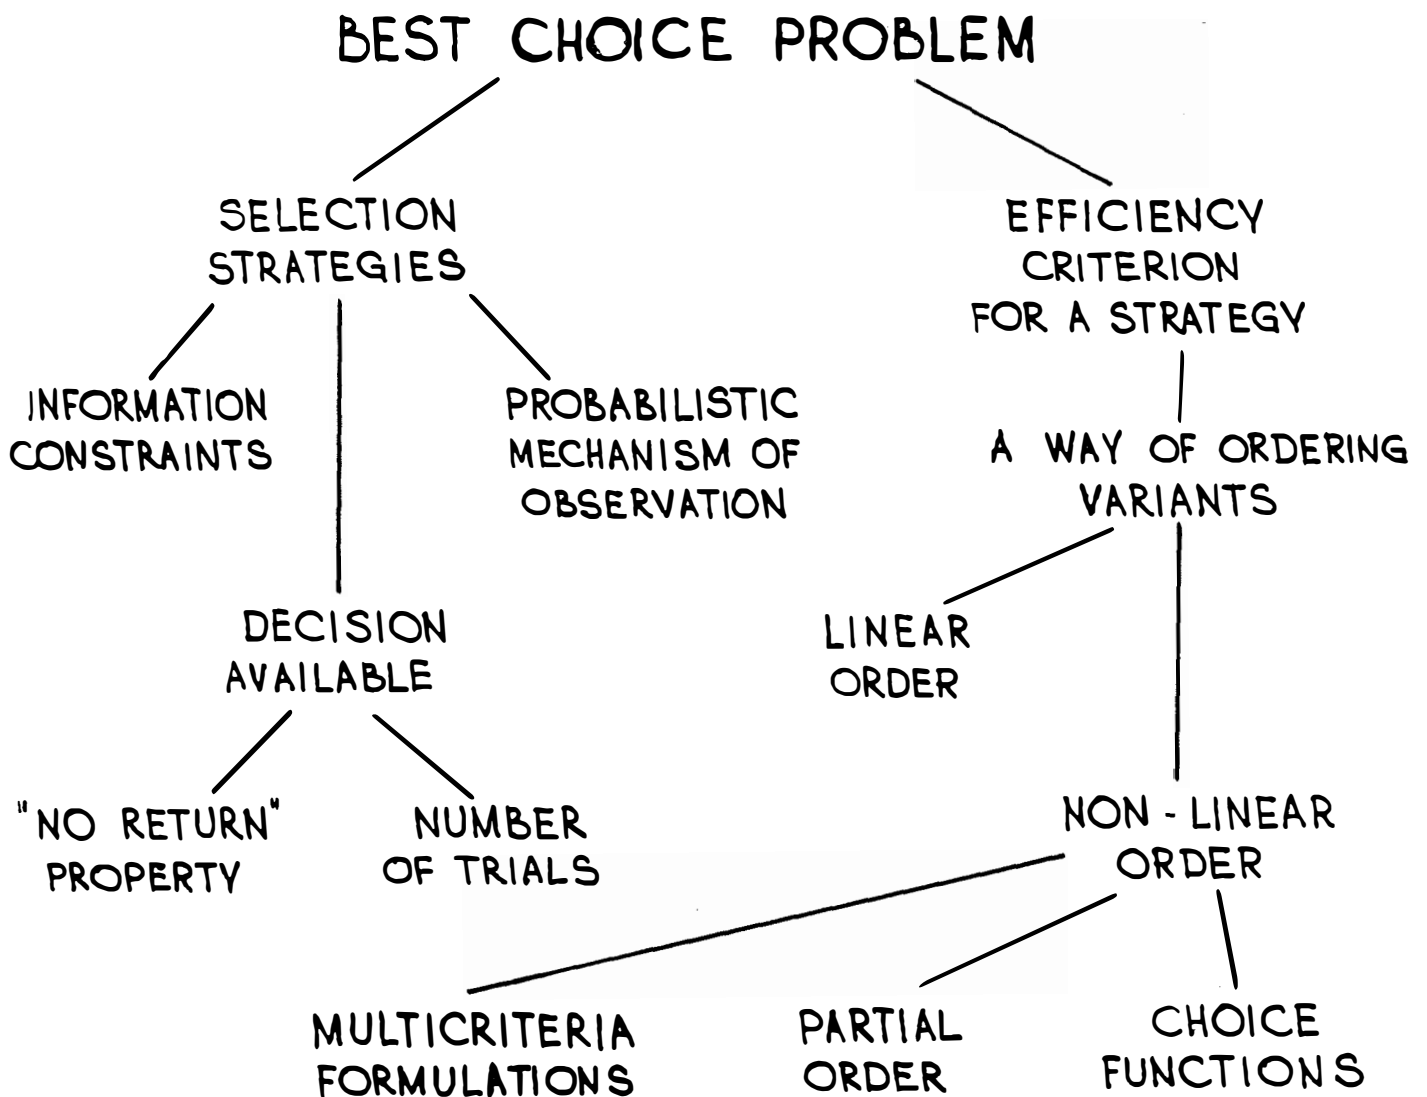 BEST CHOICE PROBLEM
SELECTION
STRATEGIES
EFFICIENCY
CRITERION
FOR A STRATEGY
INFORMATION
CONSTRAINTS
PROBABILISTIC
MECHANISM OF
OBSERVATION
A WAY OF ORDERING
VARIANTS
DECISION
AVAILABLE
LINEAR
ORDER
"NO RETURN"
PROPERTY
NUMBER
OF TRIALS
NON-LINEAR
ORDER
MULTICRITERIA
FORMULATIONS
PARTIAL
ORDER
CHOICE
FUNCTIONS